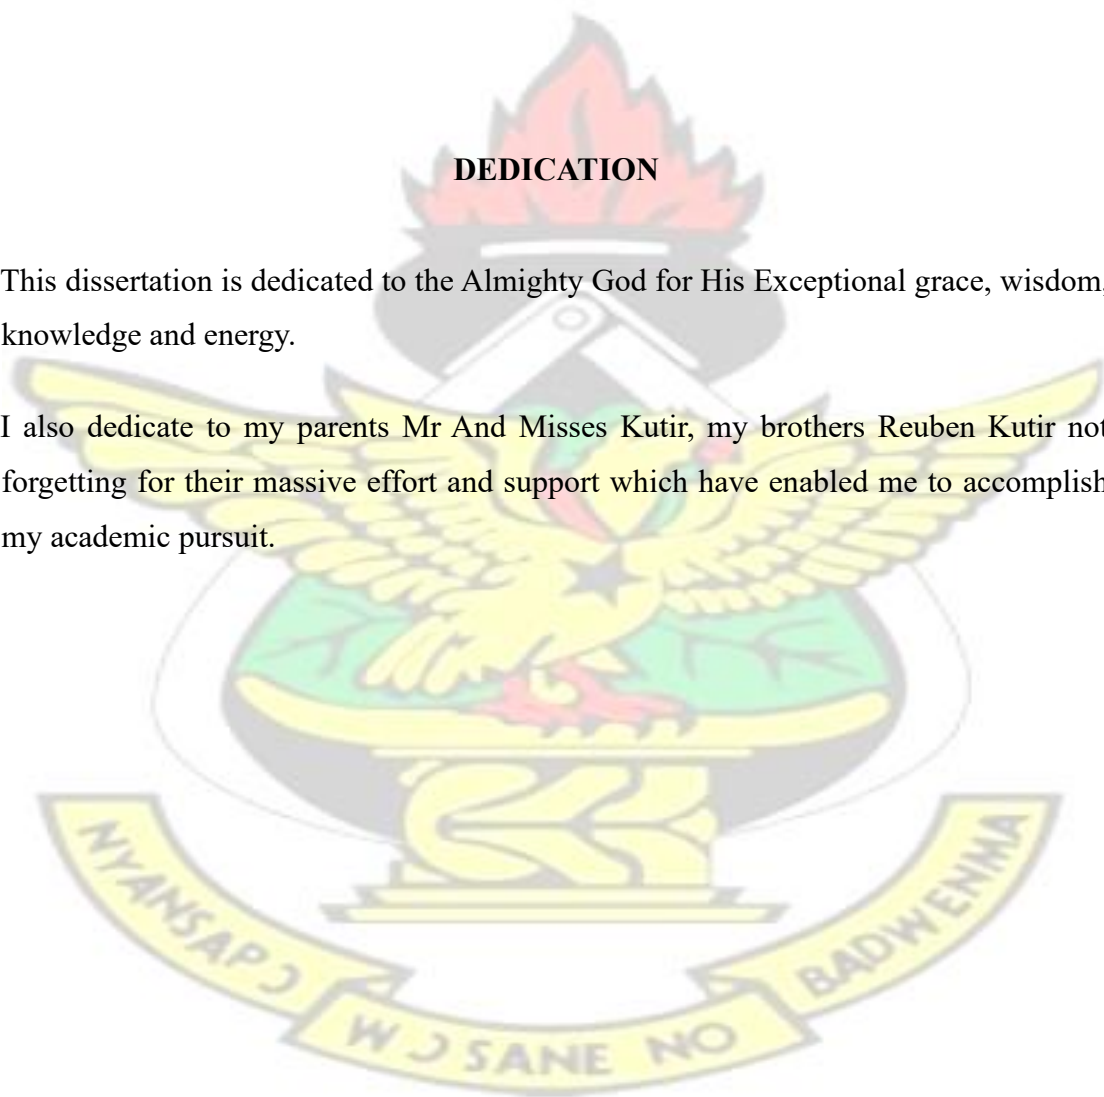 DEDICATION
This dissertation is dedicated to the Almighty God for His Exceptional grace, wisdom,
knowledge and energy.
I also dedicate to my parents Mr And Misses Kutir, my brothers Reuben Kutir not
forgetting for their massive effort and support which have enabled me to accomplish
my academic pursuit.
NYANSAPƆ
WƆSANE NO
BADWENMA